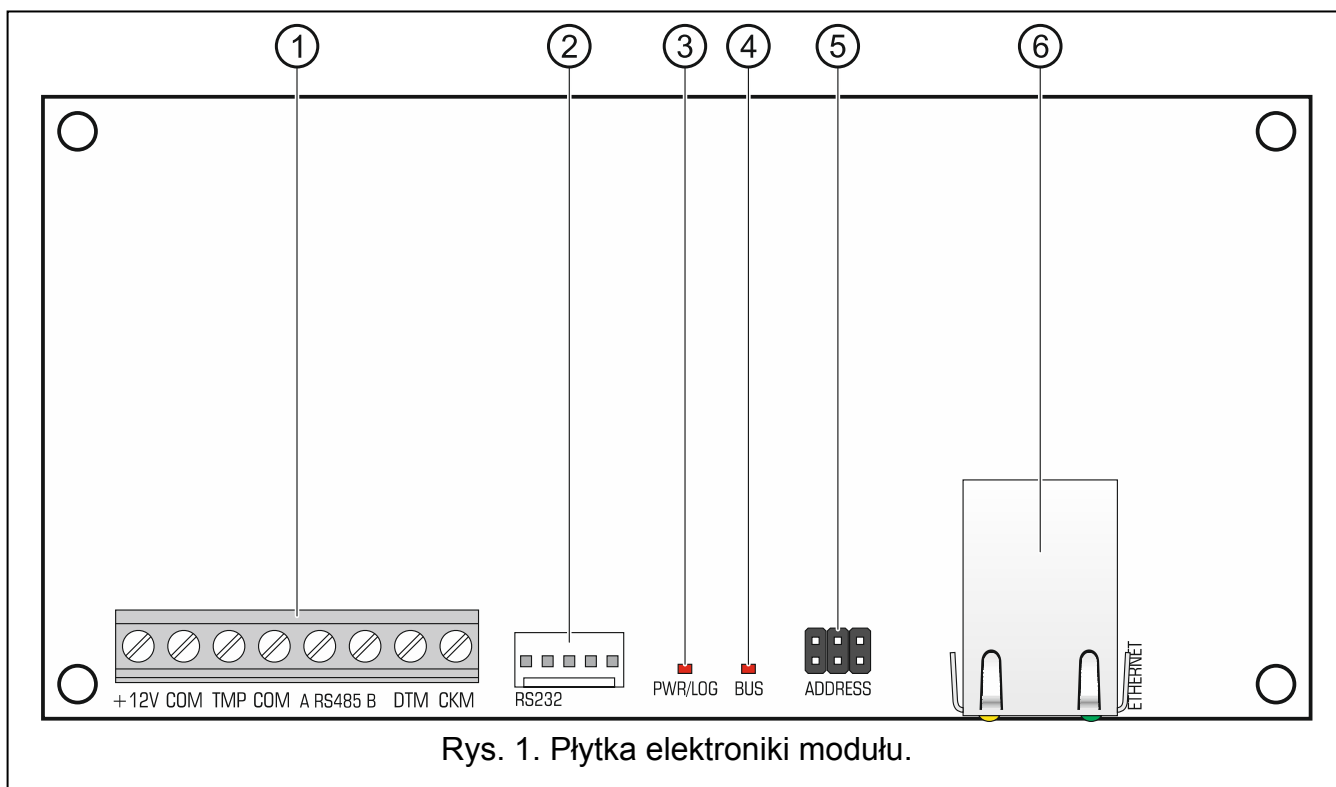 1 2 3 4 5 6
+12V COM TMP COM A RS485 B DTM CKM
RS232
PWR/LOG BUS
ADDRESS
ETHERNET
Rys. 1. Płytka elektroniki modułu.